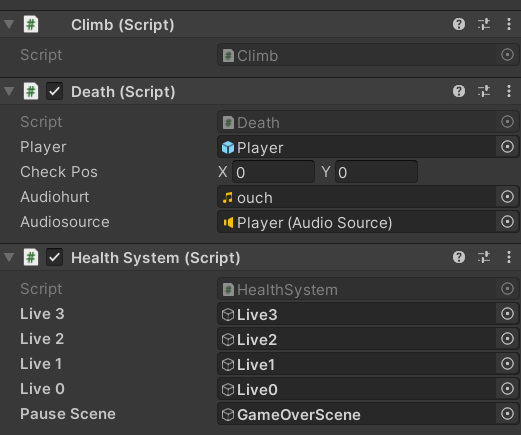 Climb (Script)
Script Climb
Death (Script)
Script Death
Player Player
Check Pos X 0 Y 0
Audiohurt ouch
Audiosource Player (Audio Source)
Health System (Script)
Script HealthSystem
Live 3 Live3
Live 2 Live2
Live 1 Live1
Live 0 Live0
Pause Scene GameOverScene